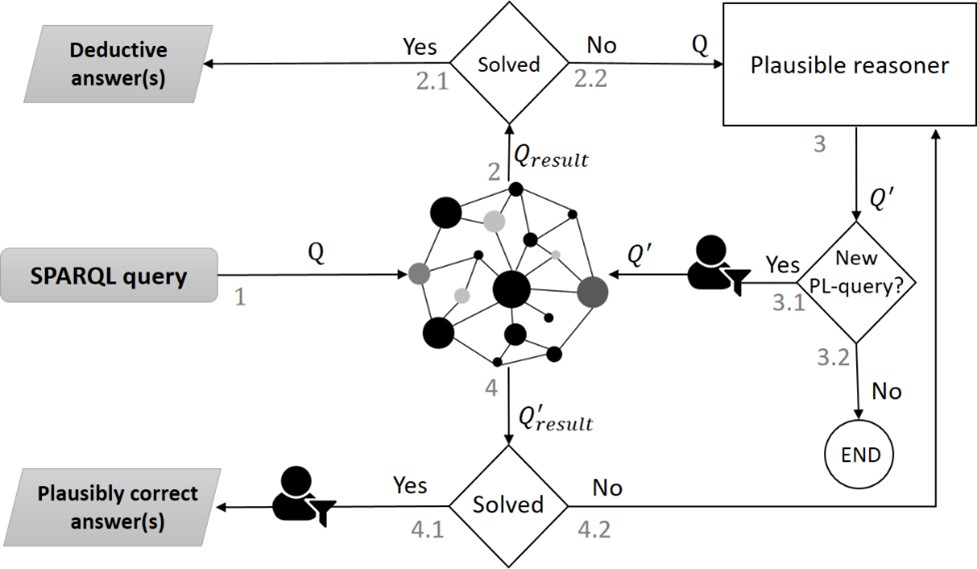 Deductive
answer(s)
Yes
2.1
Solved
No
2.2
Q
Plausible reasoner
2
Qresult
3
Q′
SPARQL query
Q
1
Q′
Yes
3.1
New
PL-query?
3.2
No
END
4
Q′result
Plausibly correct
answer(s)
Yes
4.1
Solved
No
4.2